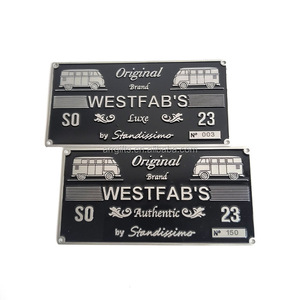 Original
Brand
WESTFAB'S
SO Luxe 23
by Standissimo Nº 003
Original
Brand
WESTFAB'S
SO Authentic 23
by Standissimo Nº 150